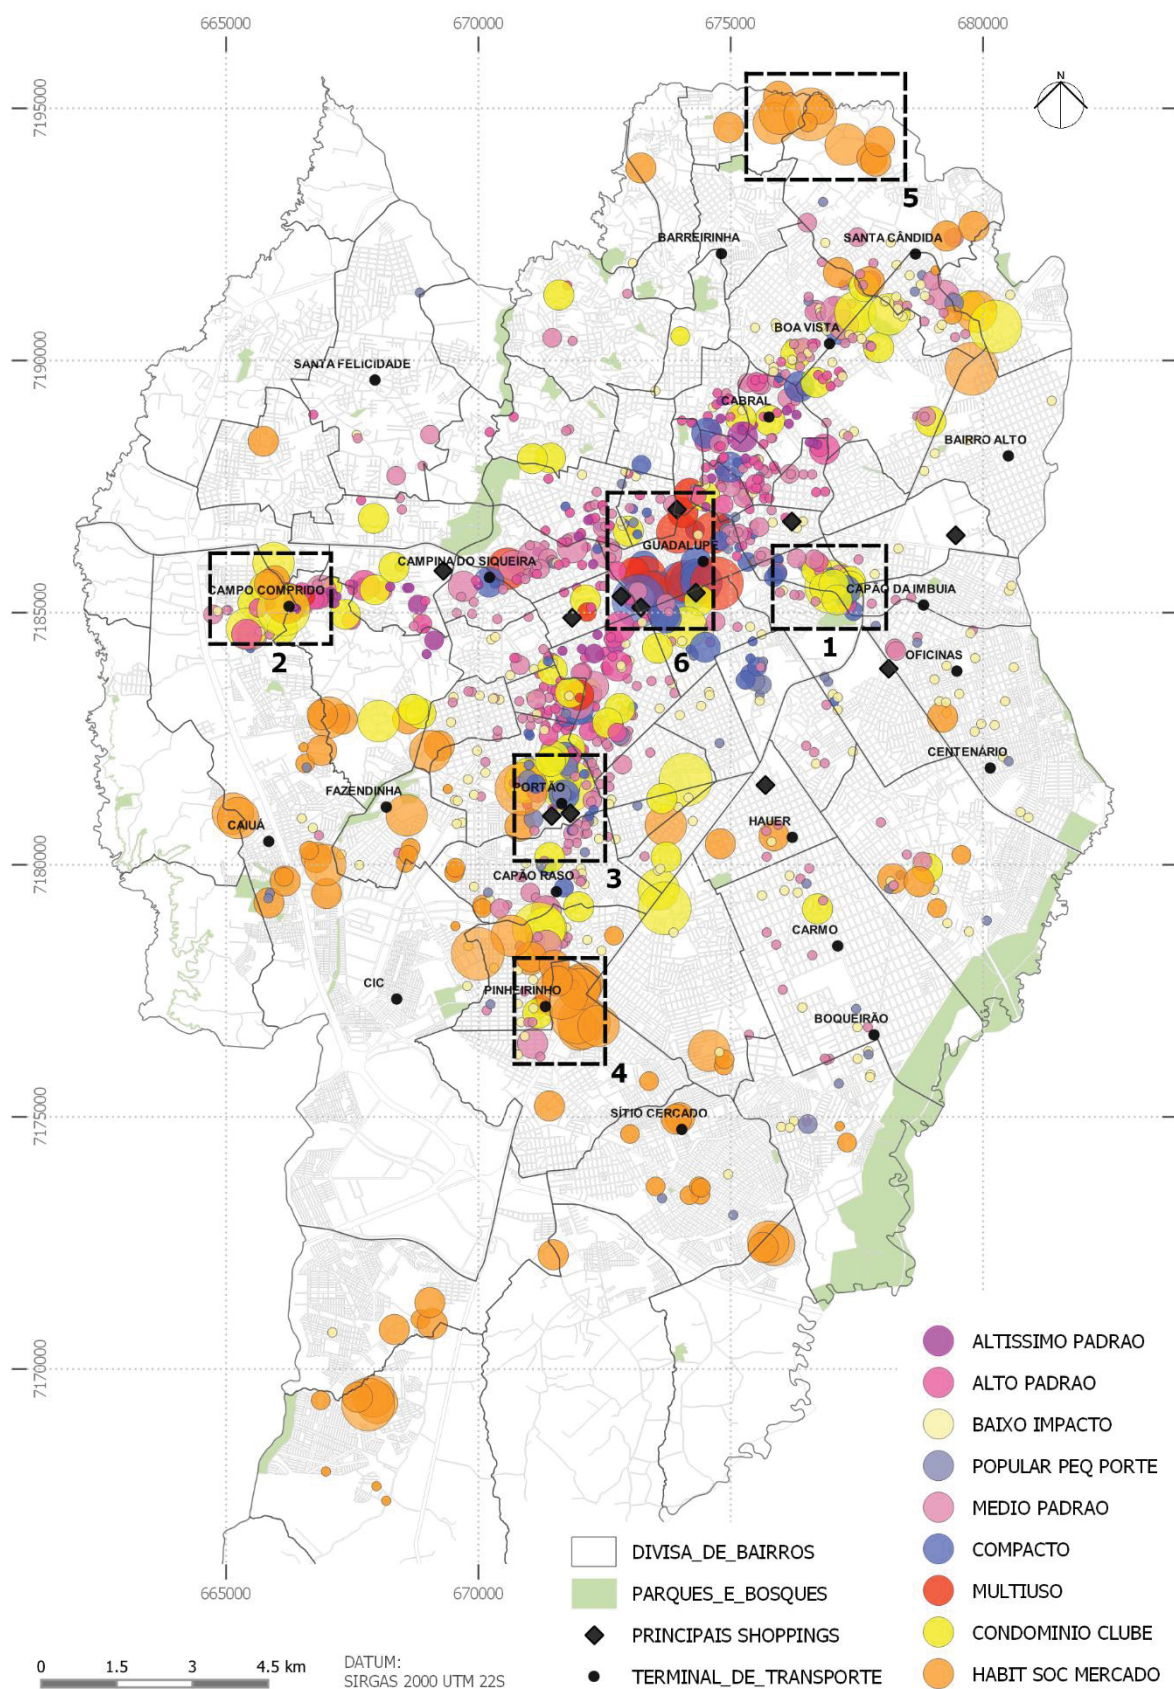 665000
670000
675000
680000
N
7195000
5
BARREIRINHA
SANTA CÂNDIDA
BOA VISTA
7190000
SANTA FELICIDADE
CABRAL
BAIRRO ALTO
GUADALUPE
CAMPINA DO SIQUEIRA
CAMPO COMPRIDO
CAPÃO DA IMBUIA
7185000
2
6
1
OFICINAS
CENTENÁRIO
PORTÃO
FAZENDINHA
CAIUÁ
HAUER
7180000
3
CAPÃO RASO
CARMO
CIC
PINHEIRINHO
BOQUEIRÃO
4
7175000
SÍTIO CERCADO
7170000
ALTISSIMO PADRAO
ALTO PADRAO
BAIXO IMPACTO
POPULAR PEQ PORTE
MEDIO PADRAO
COMPACTO
MULTIUSO
CONDOMINIO CLUBE
HABIT SOC MERCADO
DIVISA_DE_BAIRROS
PARQUES_E_BOSQUES
PRINCIPAIS SHOPPINGS
TERMINAL_DE_TRANSPORTE
665000
670000
0 1.5 3 4.5 km
DATUM:
SIRGAS 2000 UTM 22S